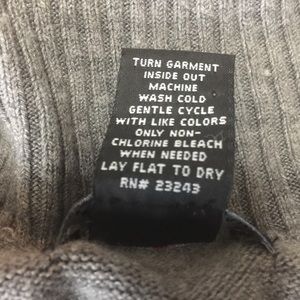 TURN GARMENT
INSIDE OUT
MACHINE
WASH COLD
GENTLE CYCLE
WITH LIKE COLORS
ONLY NON-
CHLORINE BLEACH
WHEN NEEDED
LAY FLAT TO DRY
RN# 23243